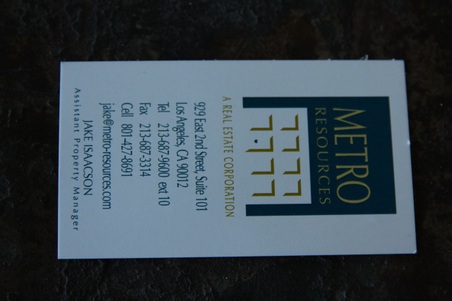 METRO
RESOURCES
A REAL ESTATE CORPORATION
929 East 2nd Street, Suite 101
Los Angeles, CA 90012
Tel 213-687-9600 ext 10
Fax 213-687-3314
Cell 801-427-8691
jake@metro-resources.com
JAKE ISAACSON
Assistant Property Manager